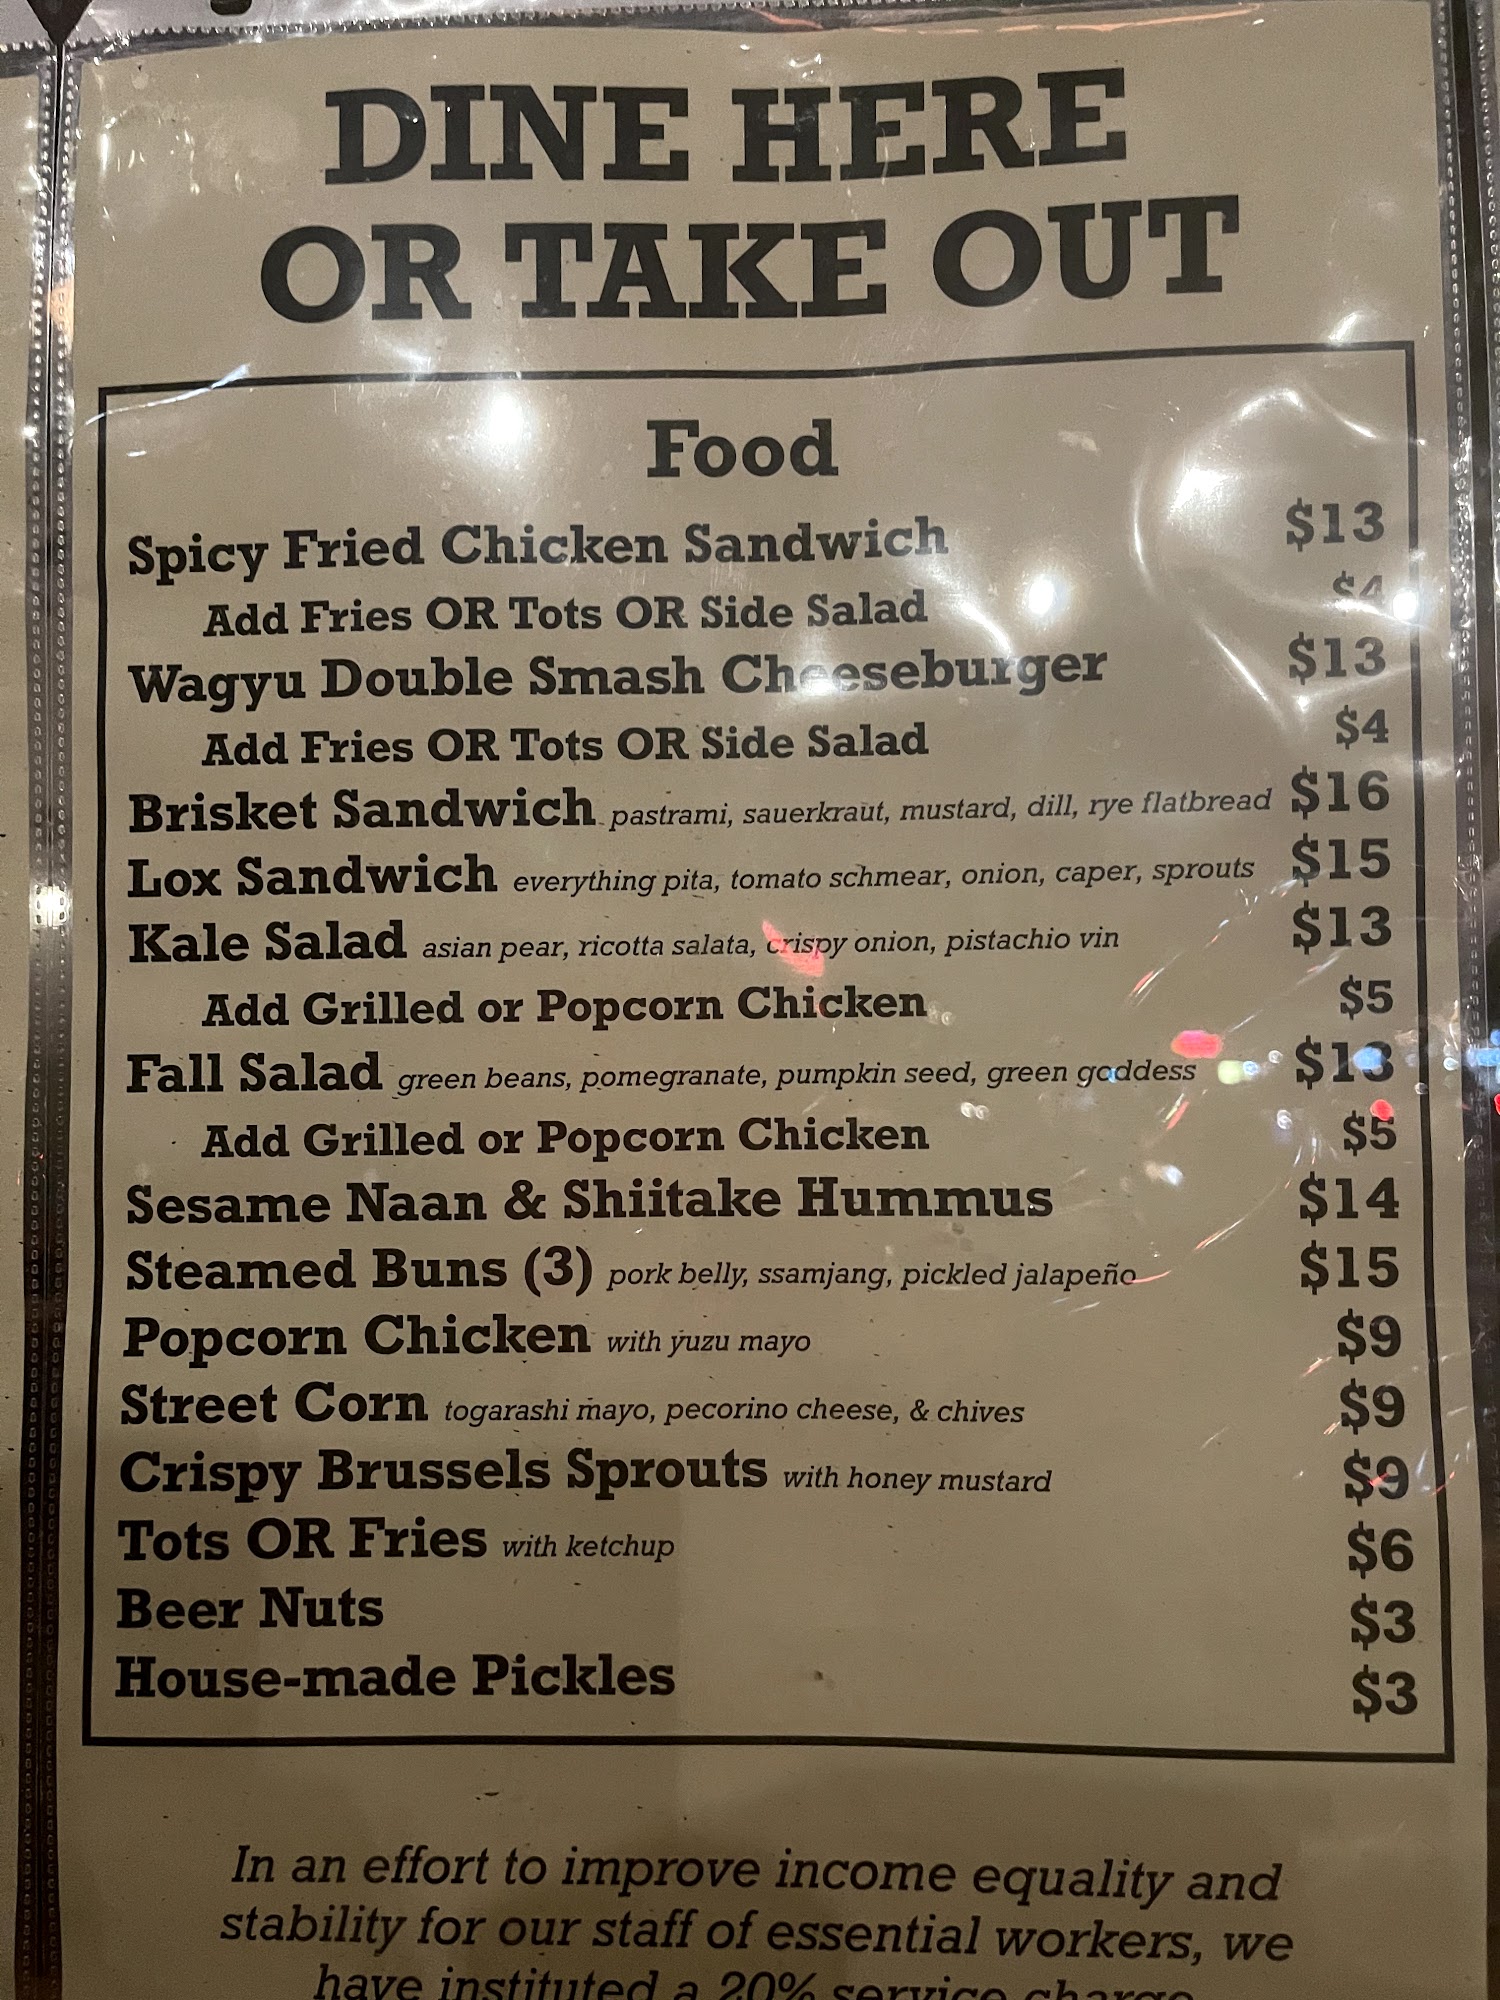 DINE HERE
OR TAKE OUT
Food
Spicy Fried Chicken Sandwich $13
Add Fries OR Tots OR Side Salad $4
Wagyu Double Smash Cheeseburger $13
Add Fries OR Tots OR Side Salad $4
Brisket Sandwich pastrami, sauerkraut, mustard, dill, rye flatbread $16
Lox Sandwich everything pita, tomato schmear, onion, caper, sprouts $15
Kale Salad asian pear, ricotta salata, crispy onion, pistachio vin $13
Add Grilled or Popcorn Chicken $5
Fall Salad green beans, pomegranate, pumpkin seed, green goddess $13
Add Grilled or Popcorn Chicken $5
Sesame Naan & Shiitake Hummus $14
Steamed Buns (3) pork belly, ssamjang, pickled jalapeño $15
Popcorn Chicken with yuzu mayo $9
Street Corn togarashi mayo, pecorino cheese, & chives $9
Crispy Brussels Sprouts with honey mustard $9
Tots OR Fries with ketchup $6
Beer Nuts $3
House-made Pickles $3
In an effort to improve income equality and
stability for our staff of essential workers, we
have instituted a 20% service charge